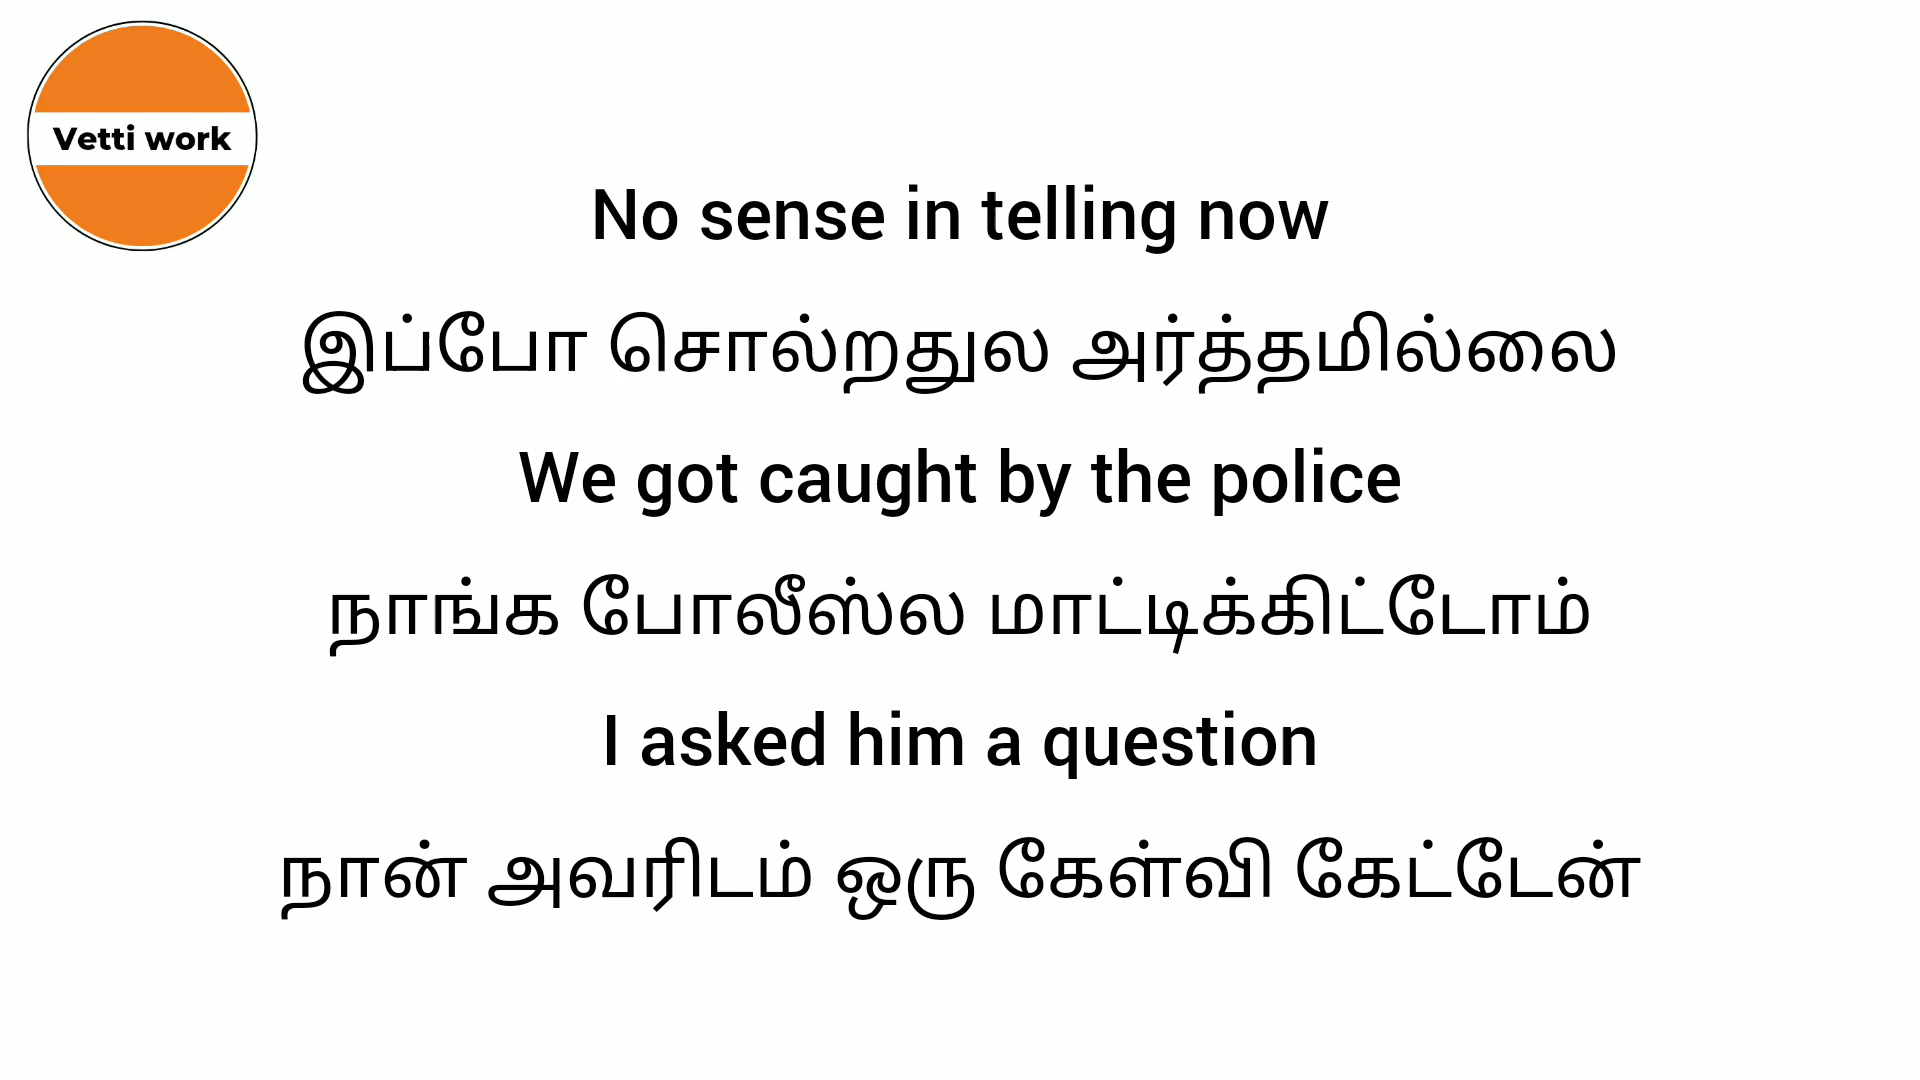 Vetti work
No sense in telling now
இப்போ சொல்றதுல அர்த்தமில்லை
We got caught by the police
நாங்க போலீஸ்ல மாட்டிக்கிட்டோம்
I asked him a question
நான் அவரிடம் ஒரு கேள்வி கேட்டேன்